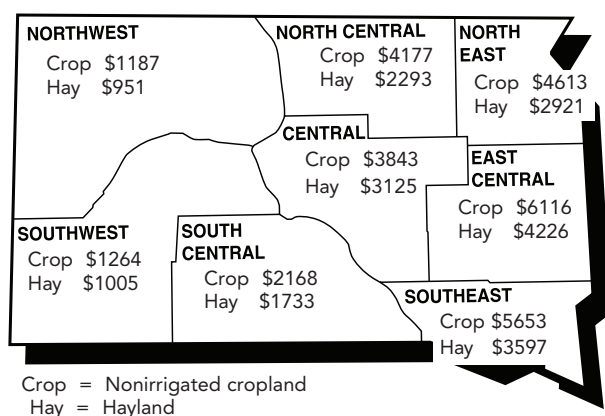 NORTHWEST
Crop $1187
Hay $951
NORTH CENTRAL
Crop $4177
Hay $2293
NORTH
EAST
Crop $4613
Hay $2921
CENTRAL
Crop $3843
Hay $3125
EAST
CENTRAL
Crop $6116
Hay $4226
SOUTHWEST
Crop $1264
Hay $1005
SOUTH
CENTRAL
Crop $2168
Hay $1733
SOUTHEAST
Crop $5653
Hay $3597
Crop = Nonirrigated cropland
Hay = Hayland